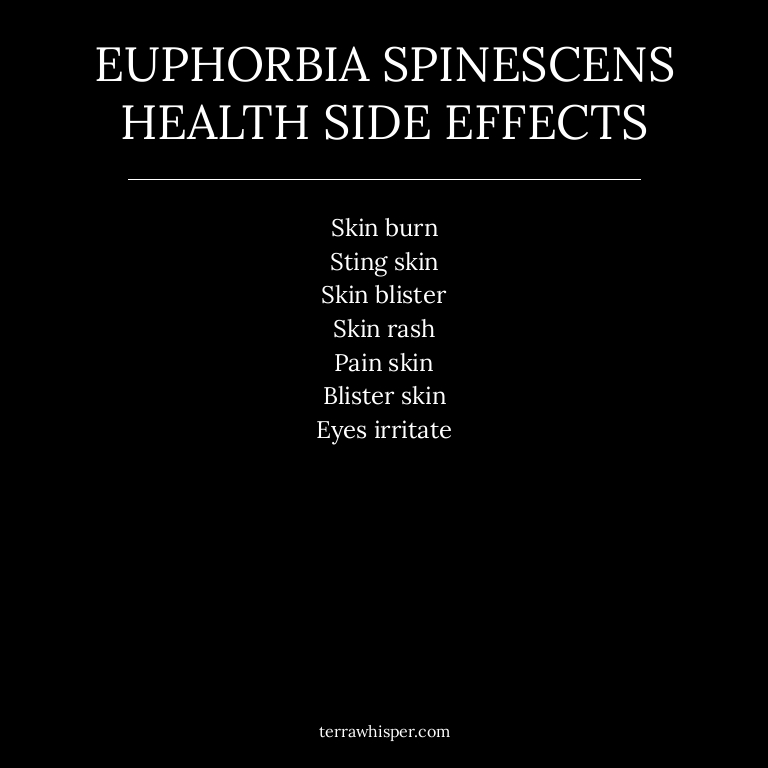 EUPHORBIA SPINESCENS
HEALTH SIDE EFFECTS
Skin burn
Sting skin
Skin blister
Skin rash
Pain skin
Blister skin
Eyes irritate
terrawhisper.com